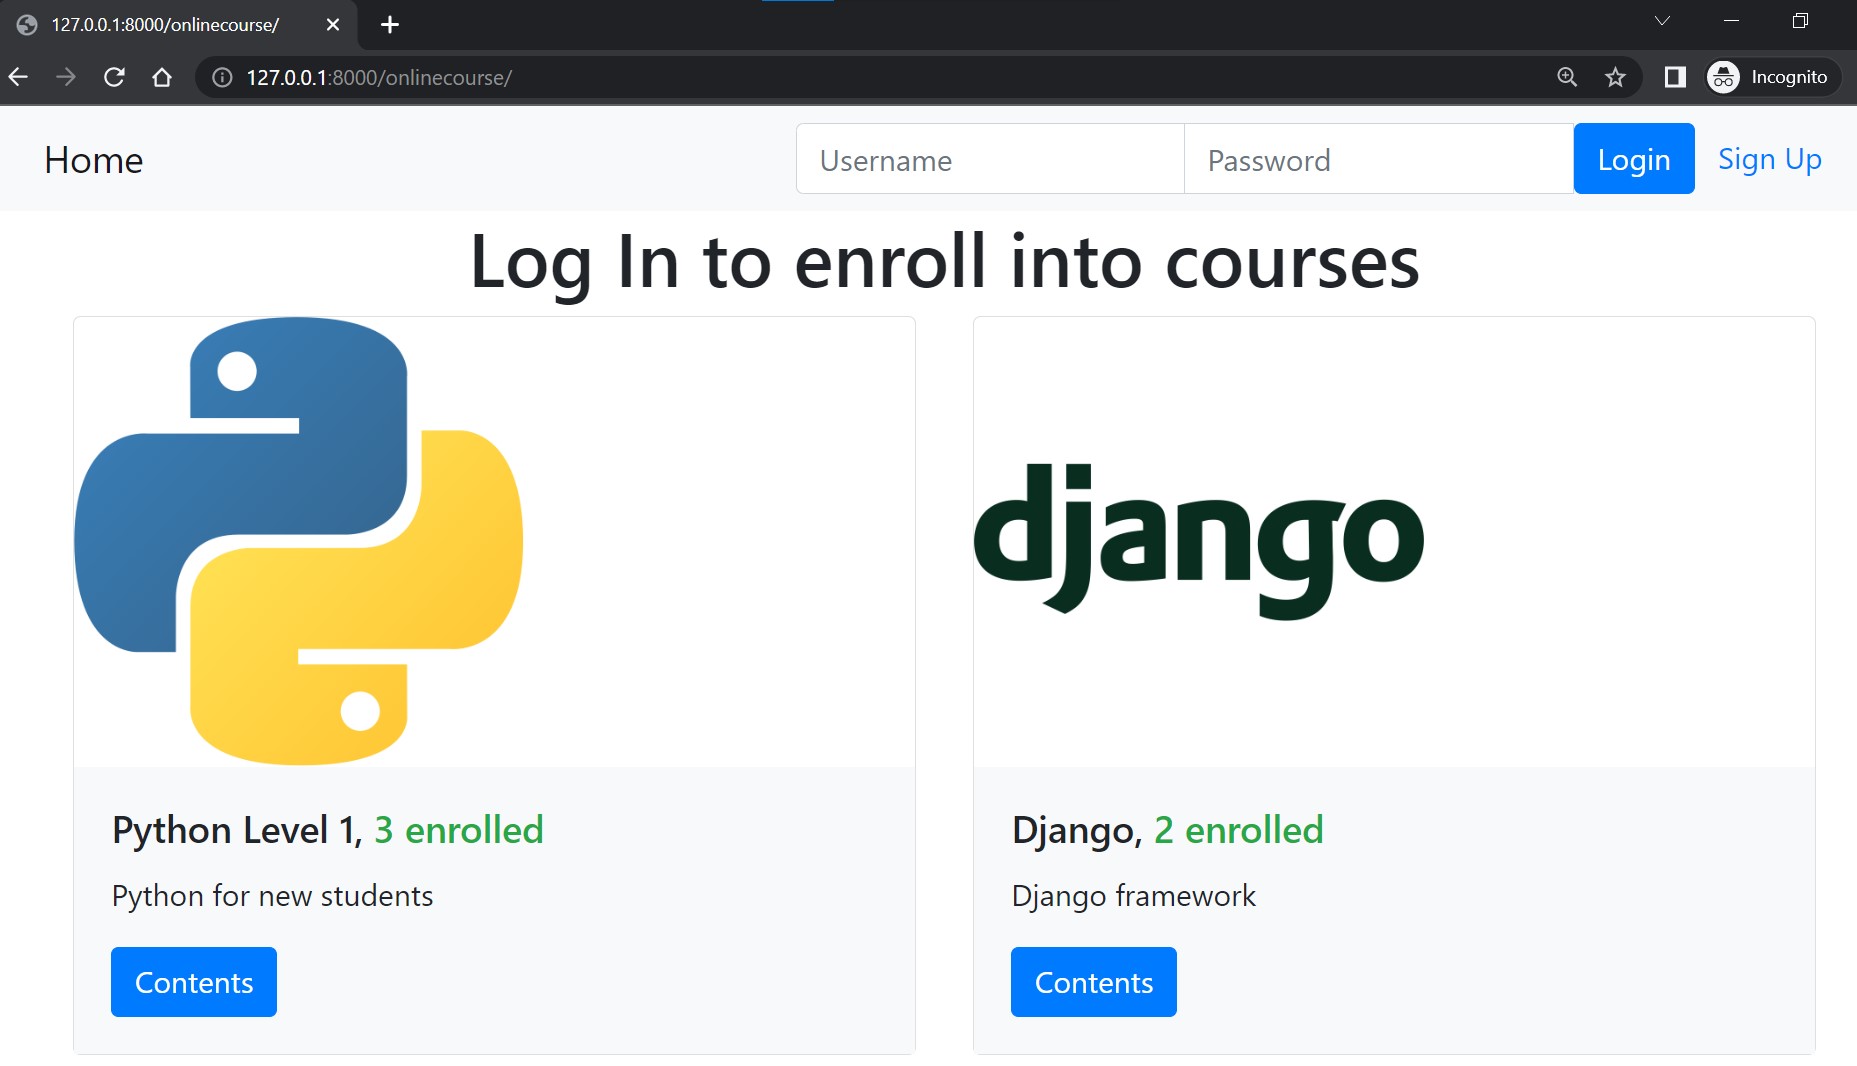 127.0.0.1:8000/onlinecourse/
127.0.0.1:8000/onlinecourse/
Incognito
Home
Username
Password
Login
Sign Up
Log In to enroll into courses
django
Python Level 1, 3 enrolled
Python for new students
Contents
Django, 2 enrolled
Django framework
Contents